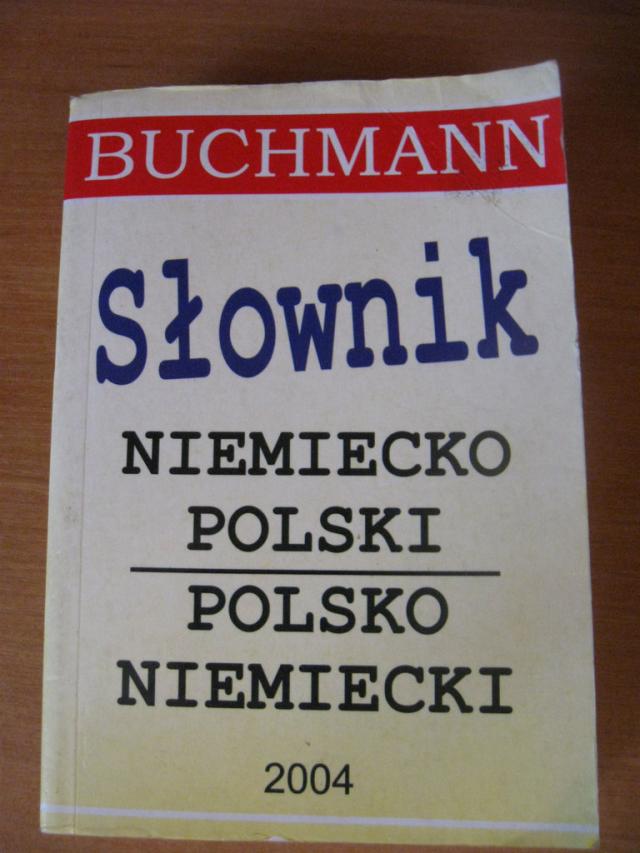 BUCHMANN
Słownik
NIEMIECKO
POLSKI
POLSKO
NIEMIECKI
2004